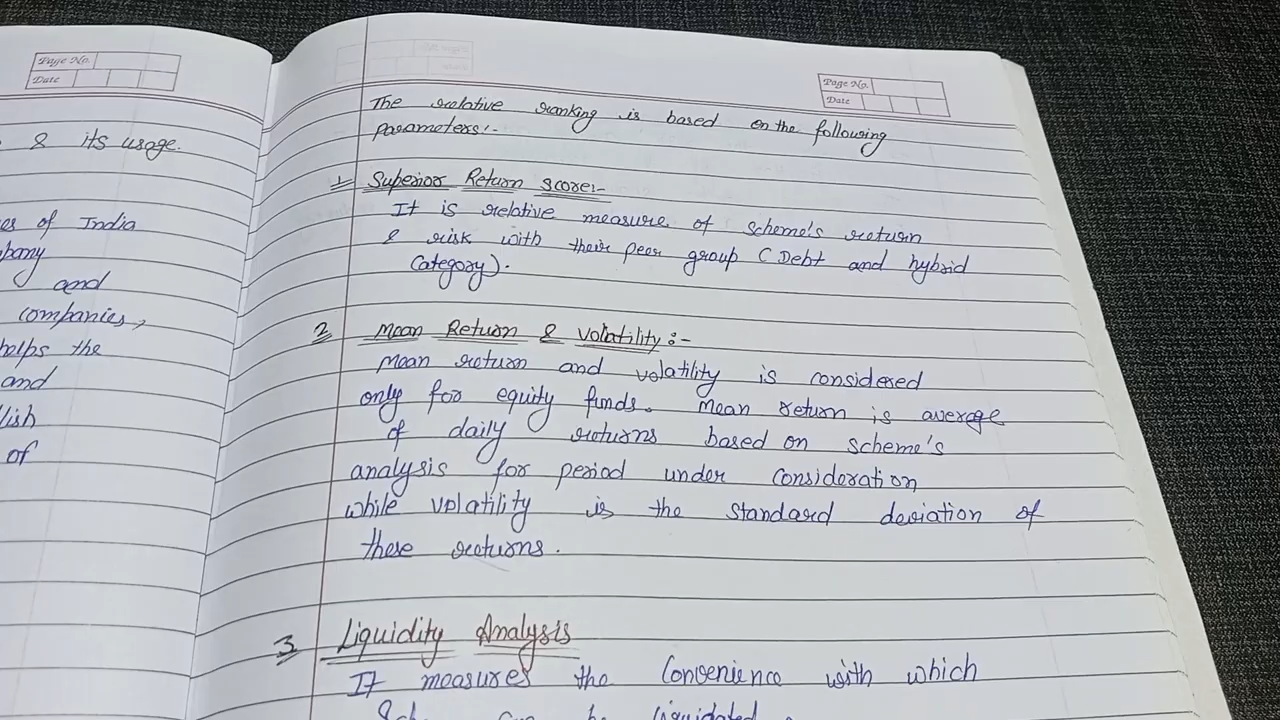 Page No.
Date
& its usage.
es of India
pany
and
companies,
helps the
and
lish
of
Page No.
Date
The relative ranking is based on the following
Parameters:-
1 Superior Return score:-
It is relative measure of scheme's return
& risk with their peer group (Debt and hybrid
Category).
2 Mean Return & Volatility:-
Mean return and volatility is considered
only for equity funds. Mean return is average
of daily returns based on scheme's
analysis for period under consideration
while volatility is the standard deviation of
these returns.
3 Liquidity Analysis
It measures the Convenience with which
be liquidated